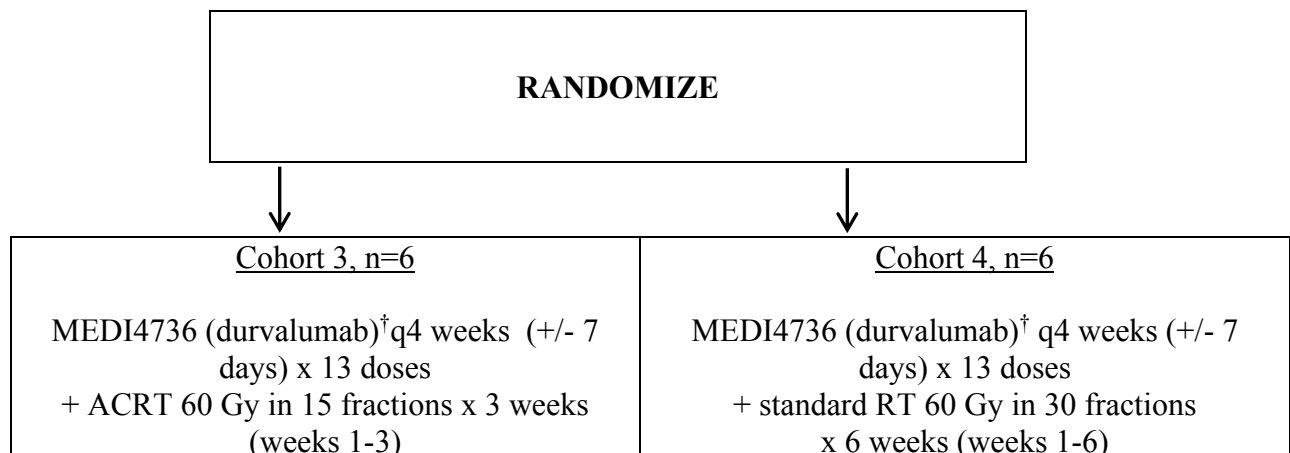 RANDOMIZE
Cohort 3, n=6
MEDI4736 (durvalumab)†q4 weeks (+/- 7
days) x 13 doses
+ ACRT 60 Gy in 15 fractions x 3 weeks
(weeks 1-3)
Cohort 4, n=6
MEDI4736 (durvalumab)† q4 weeks (+/- 7
days) x 13 doses
+ standard RT 60 Gy in 30 fractions
x 6 weeks (weeks 1-6)